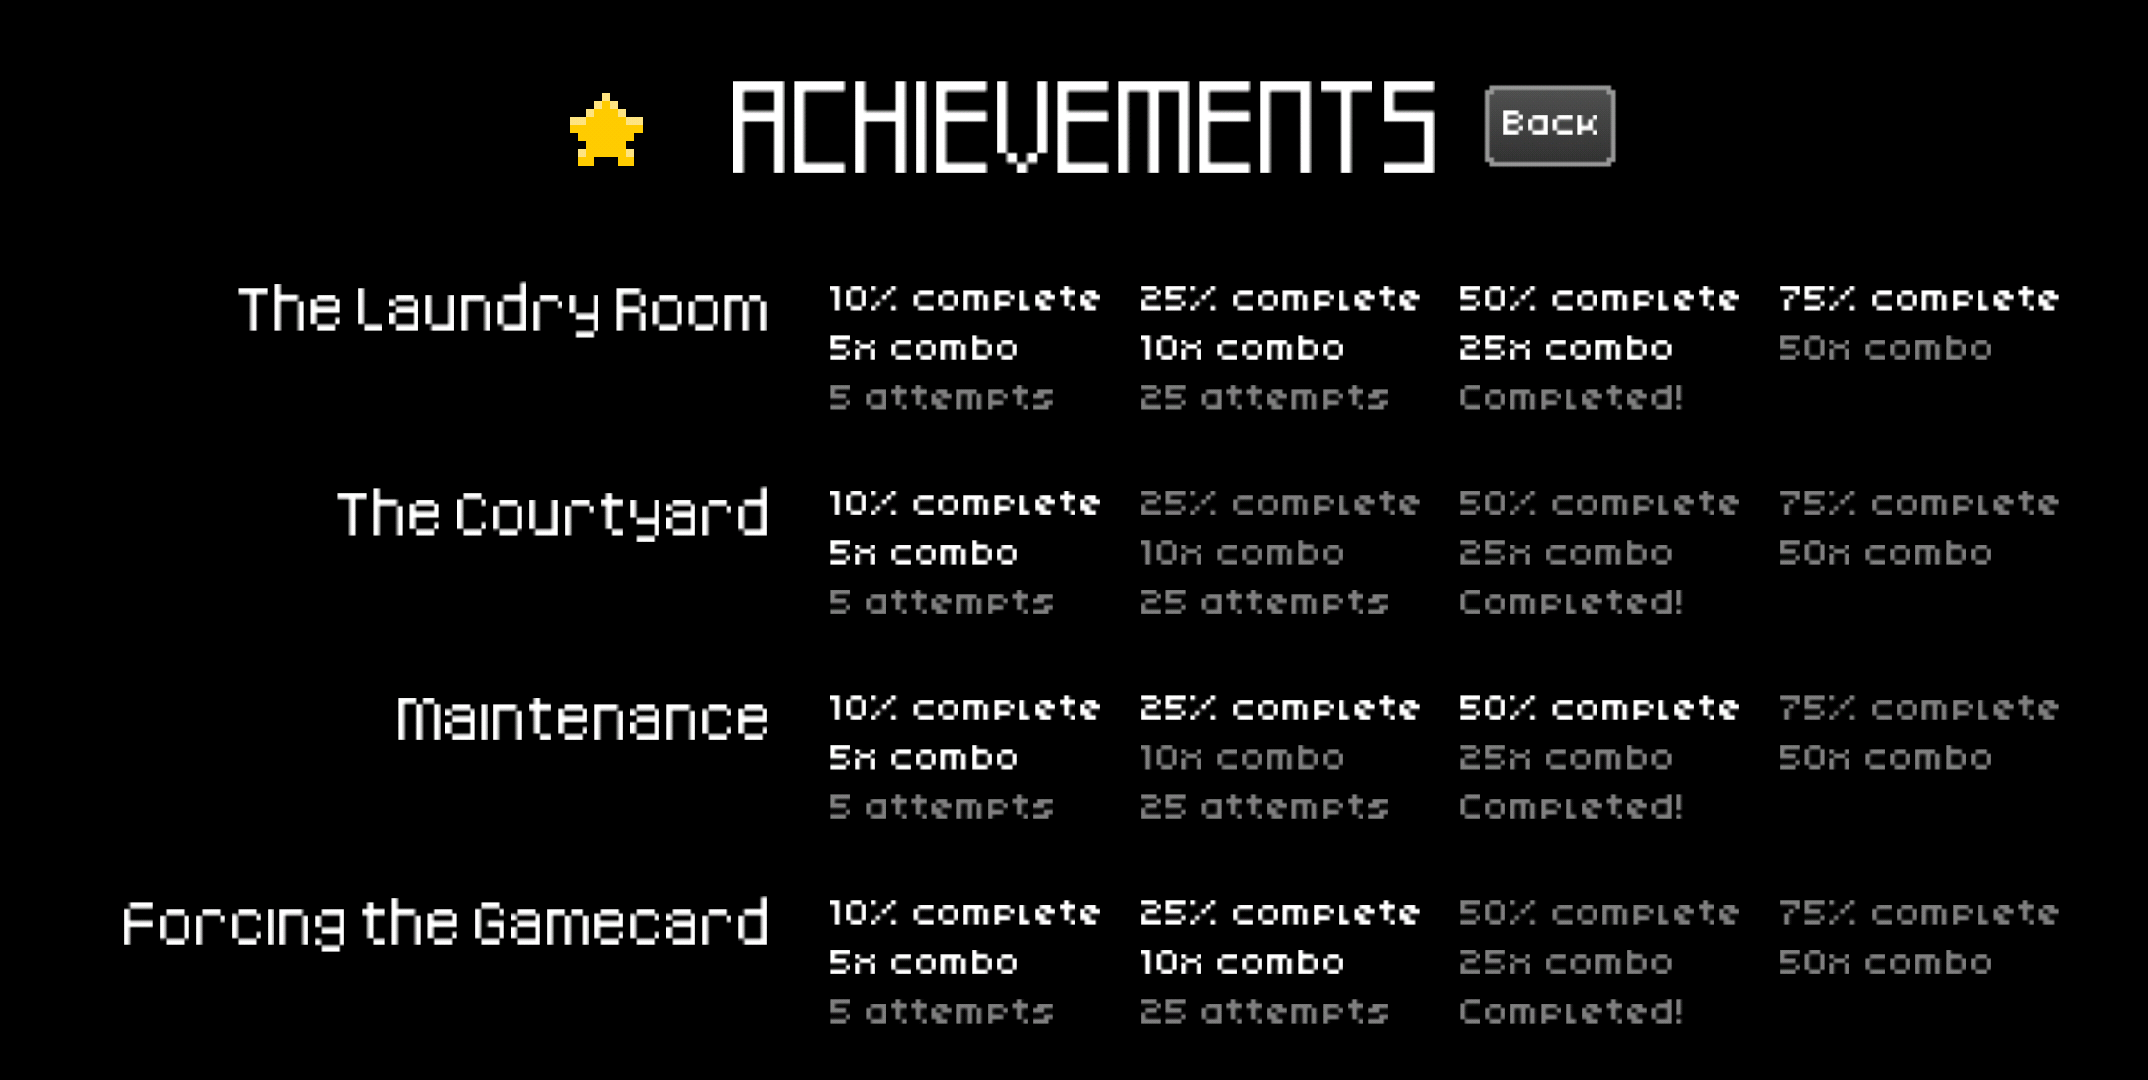 ACHIEVEMENTS Back
The Laundry Room 10% complete 25% complete 50% complete 75% complete
5x combo 10x combo 25x combo 50x combo
5 attempts 25 attempts Completed!
The Courtyard 10% complete 25% complete 50% complete 75% complete
5x combo 10x combo 25x combo 50x combo
5 attempts 25 attempts Completed!
Maintenance 10% complete 25% complete 50% complete 75% complete
5x combo 10x combo 25x combo 50x combo
5 attempts 25 attempts Completed!
Forcing the Gamecard 10% complete 25% complete 50% complete 75% complete
5x combo 10x combo 25x combo 50x combo
5 attempts 25 attempts Completed!